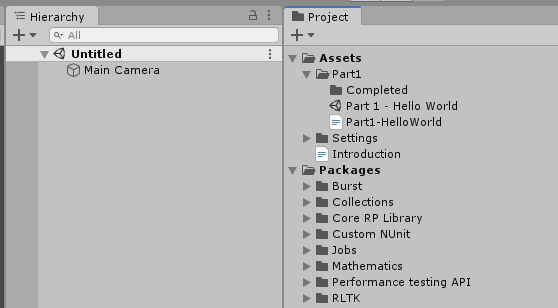 Hierarchy
All
Untitled
Main Camera
Project
Assets
Part1
Completed
Part 1 - Hello World
Part1-HelloWorld
Settings
Introduction
Packages
Burst
Collections
Core RP Library
Custom NUnit
Jobs
Mathematics
Performance testing API
RLTK